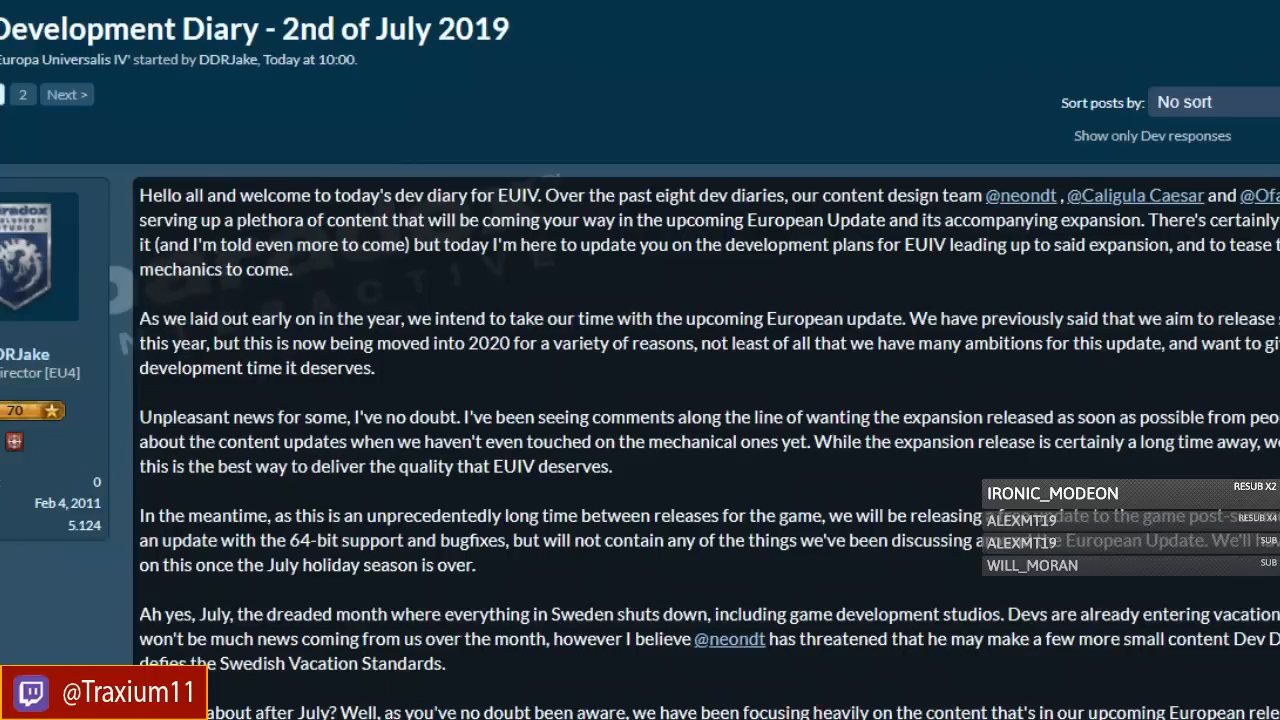 Development Diary - 2nd of July 2019
Europa Universalis IV' started by DDRJake, Today at 10:00.
2 Next >
Sort posts by: No sort
Show only Dev responses
Hello all and welcome to today's dev diary for EUIV. Over the past eight dev diaries, our content design team @neondt , @Caligula Caesar and @Ofa
serving up a plethora of content that will be coming your way in the upcoming European Update and its accompanying expansion. There's certainly
it (and I'm told even more to come) but today I'm here to update you on the development plans for EUIV leading up to said expansion, and to tease
mechanics to come.
As we laid out early on in the year, we intend to take our time with the upcoming European update. We have previously said that we aim to release
this year, but this is now being moved into 2020 for a variety of reasons, not least of all that we have many ambitions for this update, and want to gi
development time it deserves.
DRJake
irector [EU4]
70
0
Feb 4, 2011
5.124
Unpleasant news for some, I've no doubt. I've been seeing comments along the line of wanting the expansion released as soon as possible from peo
about the content updates when we haven't even touched on the mechanical ones yet. While the expansion release is certainly a long time away, w
this is the best way to deliver the quality that EUIV deserves.
In the meantime, as this is an unprecedentedly long time between releases for the game, we will be releasing a free update to the game post-s
an update with the 64-bit support and bugfixes, but will not contain any of the things we've been discussing a European Update. We'll
on this once the July holiday season is over.
IRONIC_MODEON RESUB X2
ALEXMT19 RESUB X4
ALEXMT19 SUB
WILL_MORAN SUB
Ah yes, July, the dreaded month where everything in Sweden shuts down, including game development studios. Devs are already entering vacation
won't be much news coming from us over the month, however I believe @neondt has threatened that he may make a few more small content Dev D
defies the Swedish Vacation Standards.
@Traxium11
about after July? Well, as you've no doubt been aware, we have been focusing heavily on the content that's in our upcoming European rele